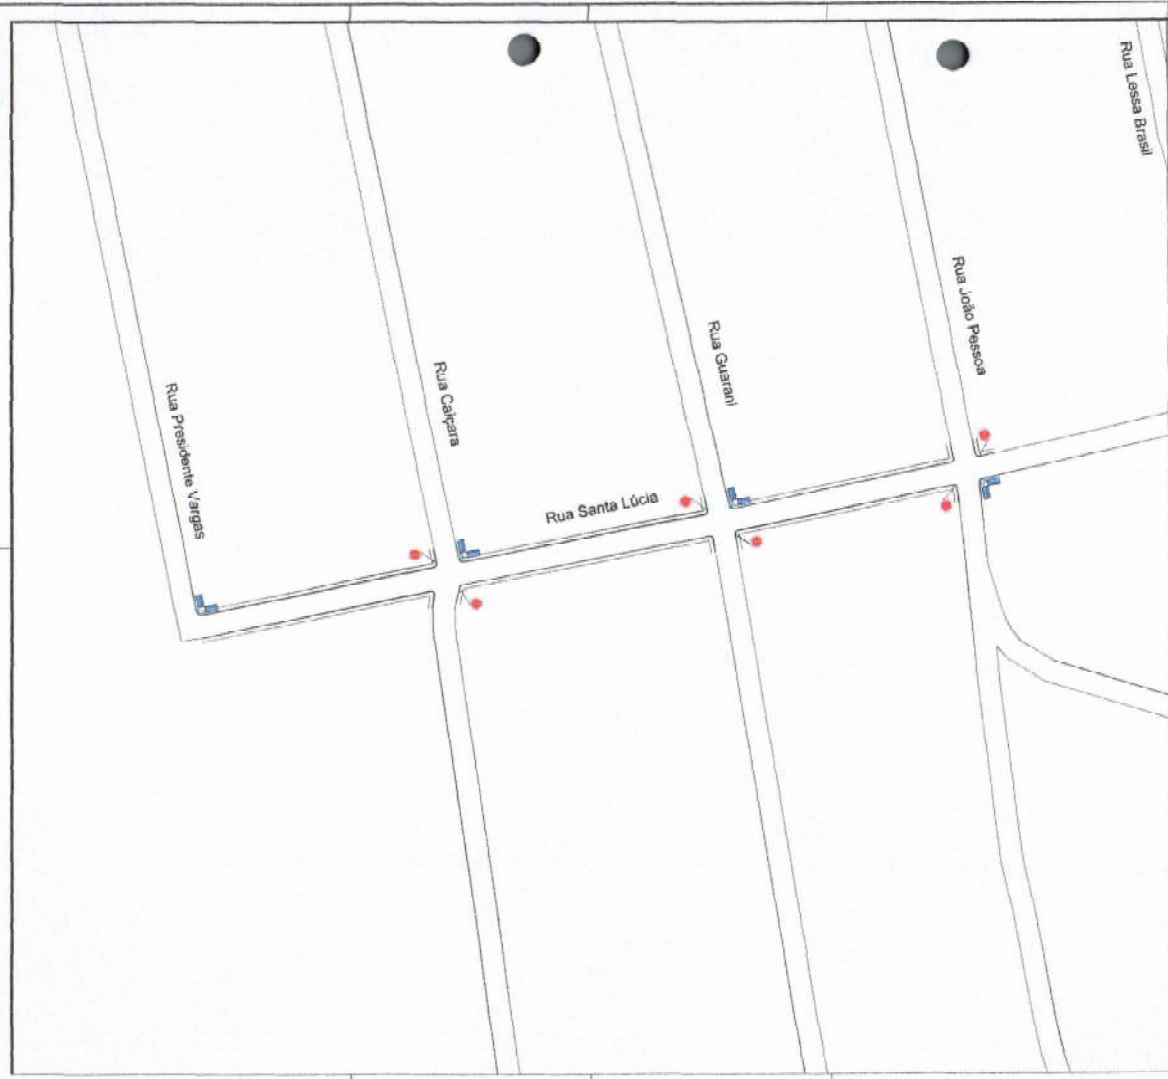 Rua Lessa Brasil
Rua João Pessoa
Rua Guarani
Rua Caiçara
Rua Presidente Vargas
Rua Santa Lúcia